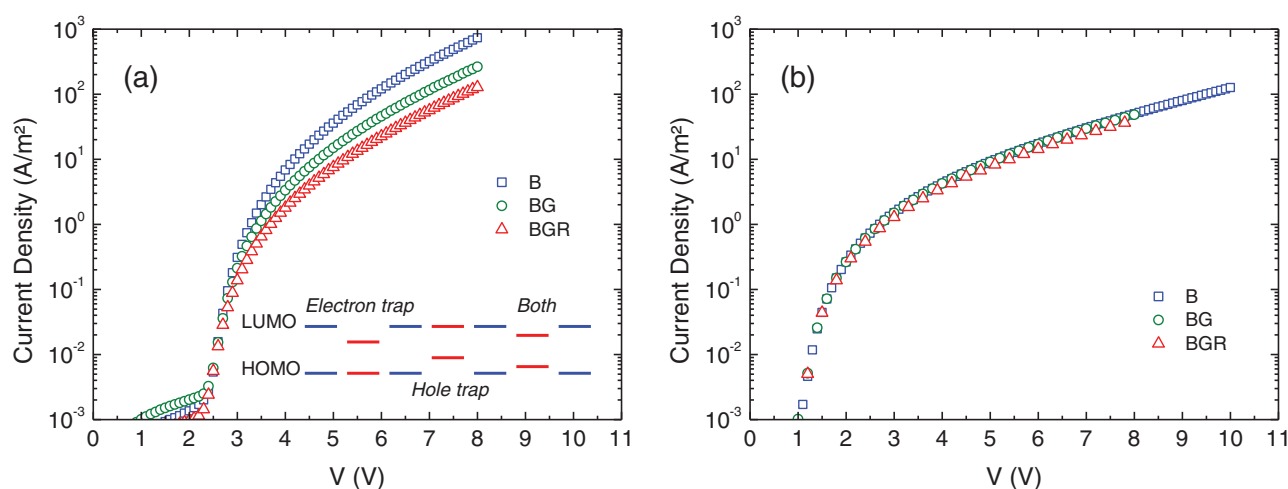 (a)
Current Density (A/m²)
10³
10²
10¹
10⁰
10⁻¹
10⁻²
10⁻³
B
BG
BGR
Electron trap
Both
LUMO
HOMO
Hole trap
0 1 2 3 4 5 6 7 8 9 10 11
V (V)
(b)
Current Density (A/m²)
10³
10²
10¹
10⁰
10⁻¹
10⁻²
10⁻³
B
BG
BGR
0 1 2 3 4 5 6 7 8 9 10 11
V (V)